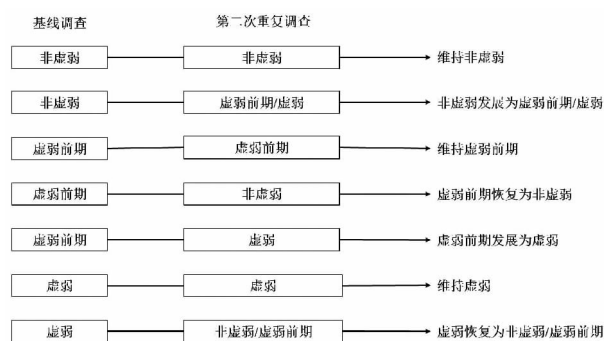 基线调查 第二次重复调查
非虚弱 非虚弱 维持非虚弱
非虚弱 虚弱前期/虚弱 非虚弱发展为虚弱前期/虚弱
虚弱前期 虚弱前期 维持虚弱前期
虚弱前期 非虚弱 虚弱前期恢复为非虚弱
虚弱前期 虚弱 虚弱前期发展为虚弱
虚弱 虚弱 维持虚弱
虚弱 非虚弱/虚弱前期 虚弱恢复为非虚弱/虚弱前期